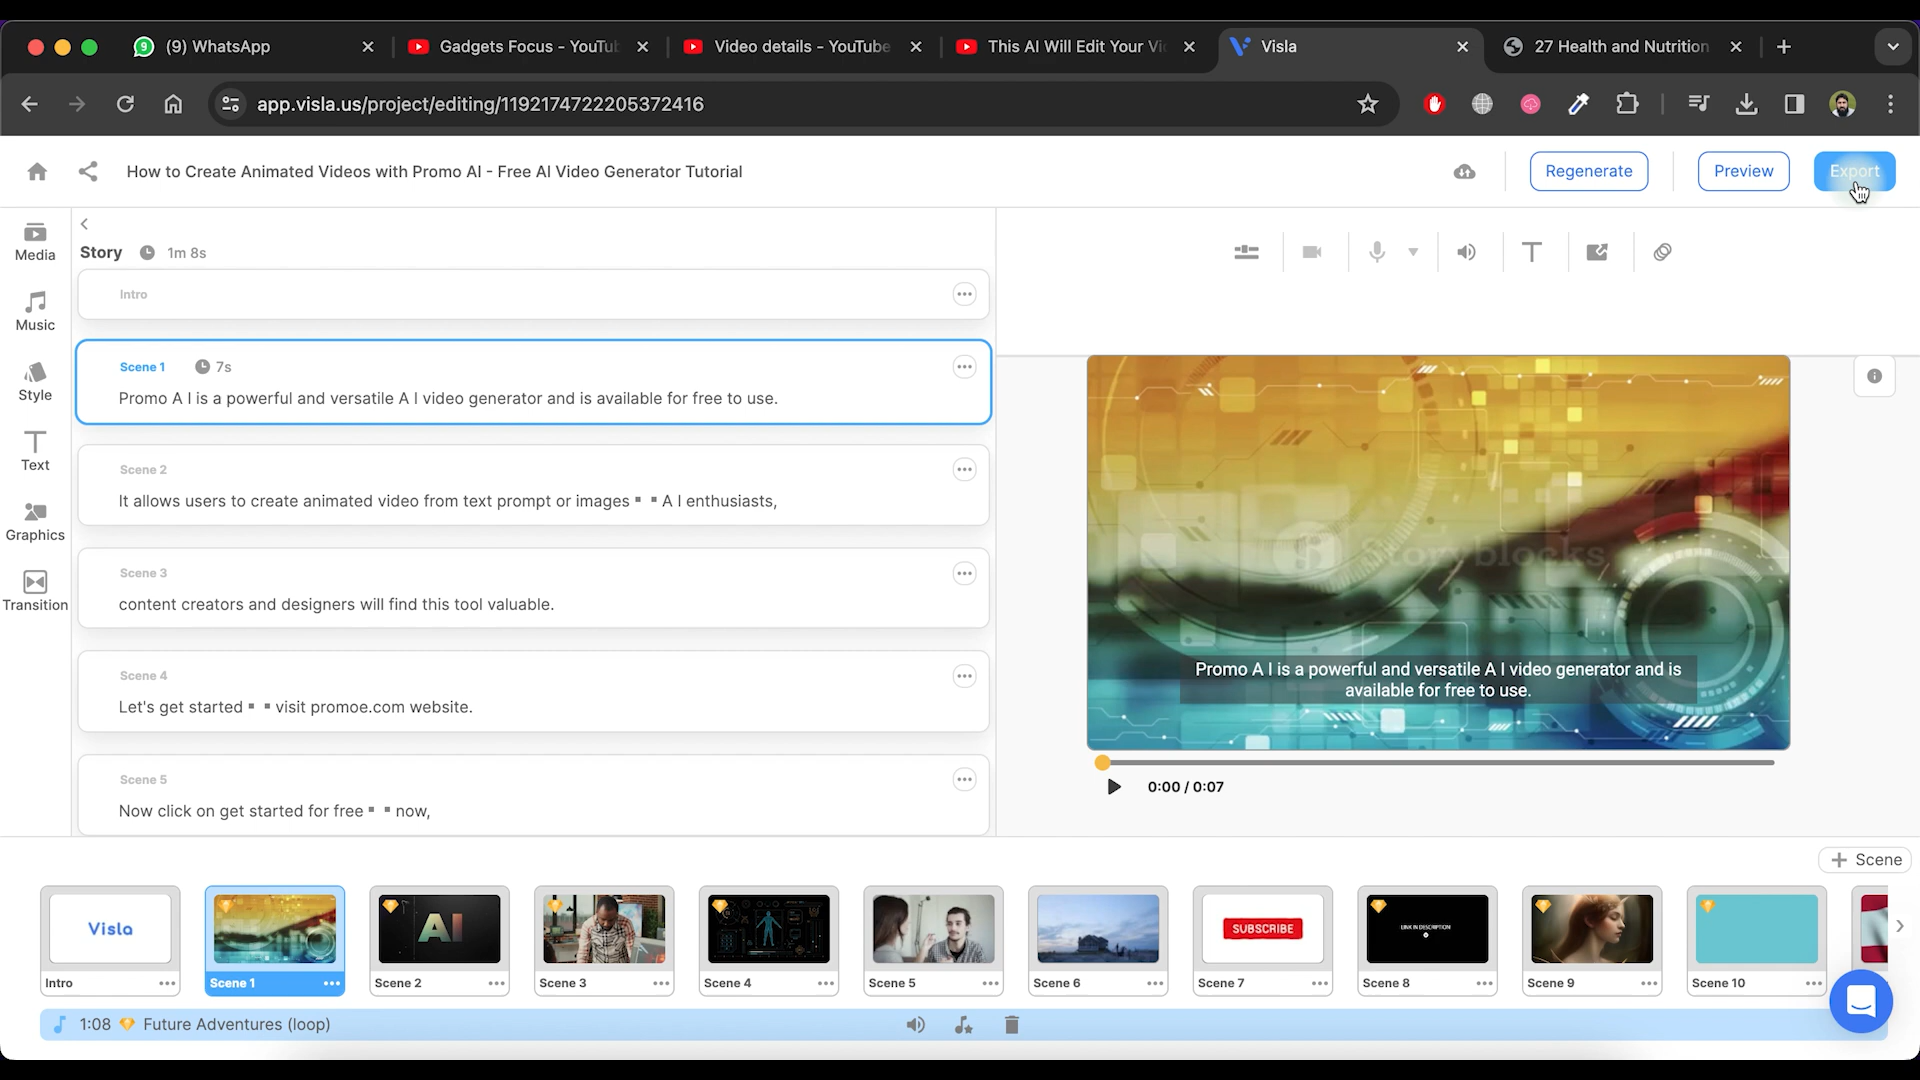 (9) WhatsApp
Gadgets Focus - YouTub
Video details - YouTube
This AI Will Edit Your Vi
Visla
27 Health and Nutrition
app.visla.us/project/editing/1192174722205372416
How to Create Animated Videos with Promo AI - Free AI Video Generator Tutorial
Regenerate
Preview
Export
Media
Music
Style
Text
Graphics
Transition
Story 1m 8s
Intro
Scene 1 7s
Promo A I is a powerful and versatile A I video generator and is available for free to use.
Scene 2
It allows users to create animated video from text prompt or images▪ ▪A I enthusiasts,
Scene 3
content creators and designers will find this tool valuable.
Scene 4
Let's get started▪ ▪visit promoe.com website.
Scene 5
Now click on get started for free▪ ▪now,
Storyblocks
Promo A I is a powerful and versatile A I video generator and is
available for free to use.
0:00 / 0:07
+ Scene
Visla
AI
SUBSCRIBE
LINK IN DESCRIPTION
Intro
Scene 1
Scene 2
Scene 3
Scene 4
Scene 5
Scene 6
Scene 7
Scene 8
Scene 9
Scene 10
1:08 Future Adventures (loop)